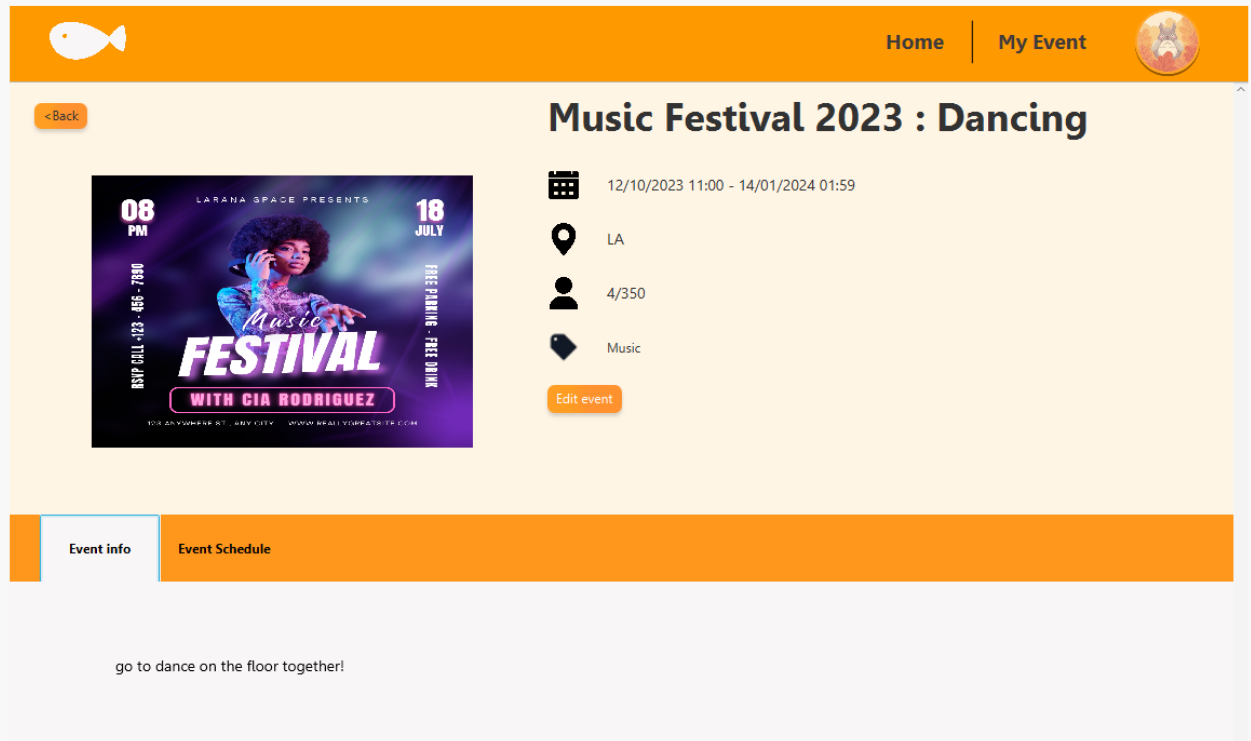 Home
My Event
<Back
Music Festival 2023 : Dancing
12/10/2023 11:00 - 14/01/2024 01:59
LA
4/350
Music
Edit event
08
PM
LARANA SPACE PRESENTS
18
JULY
RSVP CALL +123 - 456 - 7890
FREE PARKING - FREE DRINK
Music
FESTIVAL
WITH CIA RODRIGUEZ
123 ANYWHERE ST., ANY CITY WWW.REALLYGREATSITE.COM
Event info
Event Schedule
go to dance on the floor together!